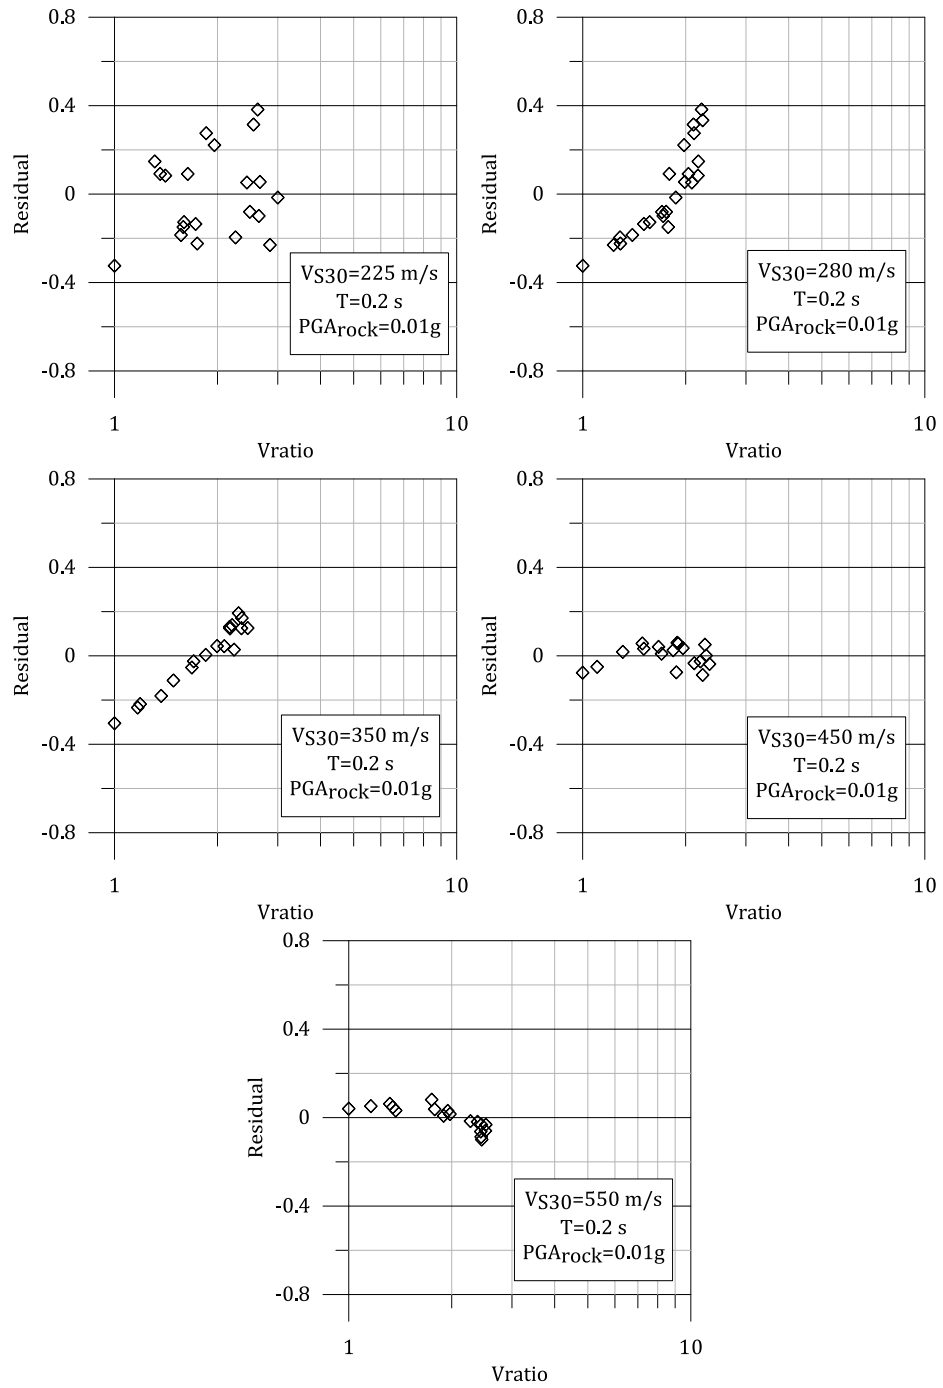 0.8
0.4
0
-0.4
-0.8
Residual
VS30=225 m/s
T=0.2 s
PGArock=0.01g
1
10
Vratio
0.8
0.4
0
-0.4
-0.8
Residual
VS30=280 m/s
T=0.2 s
PGArock=0.01g
1
10
Vratio
0.8
0.4
0
-0.4
-0.8
Residual
VS30=350 m/s
T=0.2 s
PGArock=0.01g
1
10
Vratio
0.8
0.4
0
-0.4
-0.8
Residual
VS30=450 m/s
T=0.2 s
PGArock=0.01g
1
10
Vratio
0.8
0.4
0
-0.4
-0.8
Residual
VS30=550 m/s
T=0.2 s
PGArock=0.01g
1
10
Vratio